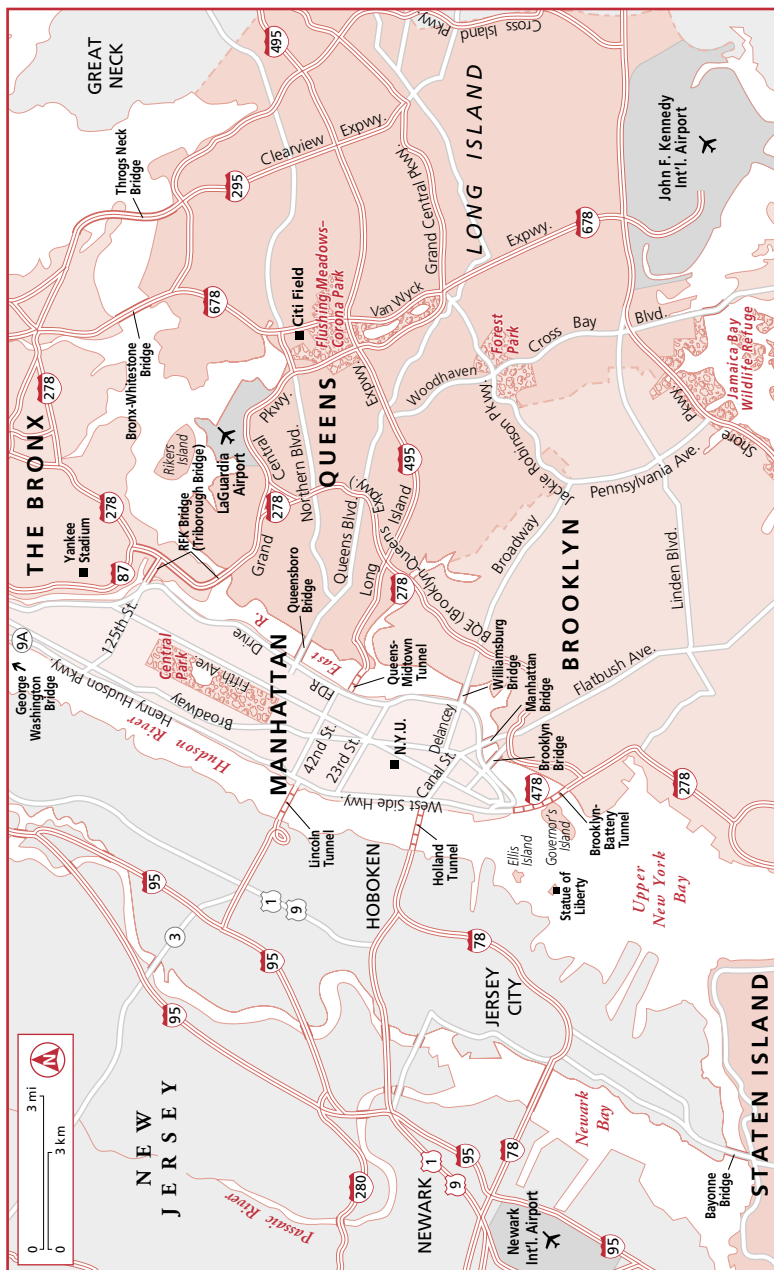 0
3 mi
0
3 km
N
NEW
JERSEY
Passaic River
280
95
3
95
95
1
9
NEWARK
1
9
95
78
Newark
Int'l. Airport
95
Newark
Bay
JERSEY
CITY
78
HOBOKEN
Bayonne
Bridge
STATEN ISLAND
George
Washington
Bridge
9A
Henry Hudson Pkwy.
Hudson River
Broadway
125th St.
Central
Park
Fifth Ave.
FDR
Drive
MANHATTAN
42nd St.
23rd St.
N.Y.U.
Canal St.
Delancey
West Side Hwy.
Lincoln
Tunnel
Holland
Tunnel
Ellis
Island
Governor's
Island
Statue of
Liberty
Upper
New York
Bay
Brooklyn-
Battery
Tunnel
478
278
Brooklyn
Bridge
Manhattan
Bridge
Williamsburg
Bridge
Queens-
Midtown
Tunnel
East
R.
Queensboro
Bridge
THE BRONX
Yankee
Stadium
87
278
278
RFK Bridge
(Triborough Bridge)
Bronx-Whitestone
Bridge
Throgs Neck
Bridge
GREAT
NECK
Rikers
Island
LaGuardia
Airport
Grand
Central
Pkwy.
278
Northern Blvd.
QUEENS
Queens Blvd.
Long
Island
Expwy.
495
278
BQE (Brooklyn-Queens
Expwy.)
678
295
495
Citi Field
Flushing Meadows–
Corona Park
Clearview
Expwy.
Van Wyck
Expwy.
678
Grand Central Pkwy.
Cross Island
Pkwy
LONG ISLAND
Woodhaven
Forest
Park
Cross Bay
Blvd.
Jackie Robinson Pkwy.
Broadway
BROOKLYN
Flatbush Ave.
Linden Blvd.
Pennsylvania Ave.
Shore
Pkwy.
Jamaica Bay
Wildlife Refuge
John F. Kennedy
Int'l. Airport